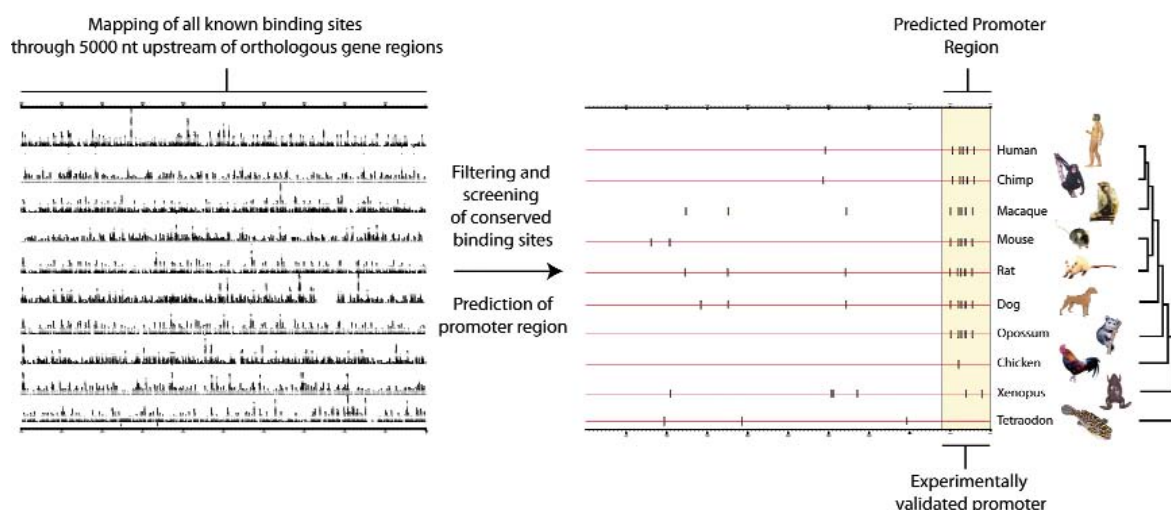 Mapping of all known binding sites
through 5000 nt upstream of orthologous gene regions
Filtering and
screening
of conserved
binding sites
Prediction of
promoter region
Predicted Promoter
Region
Human
Chimp
Macaque
Mouse
Rat
Dog
Opossum
Chicken
Xenopus
Tetraodon
Experimentally
validated promoter